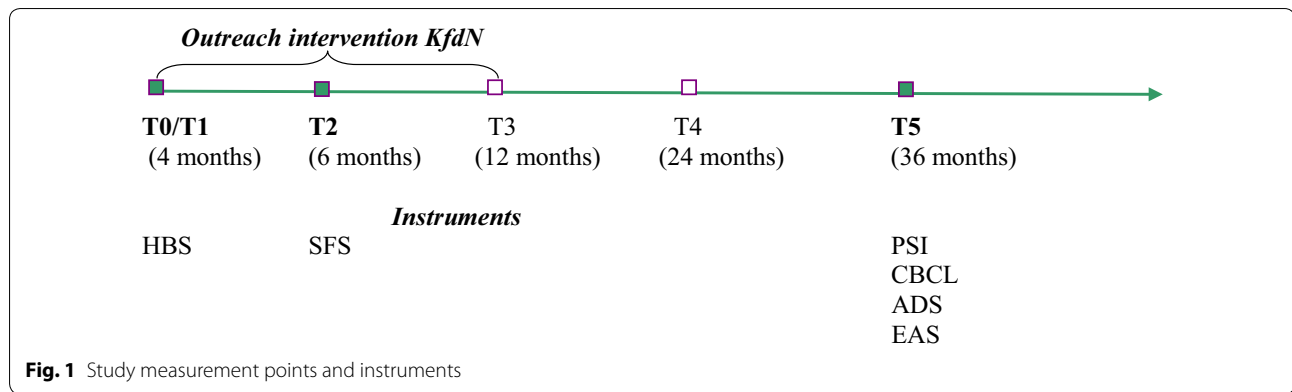 Outreach intervention KfdN
T0/T1 T2 T3 T4 T5
(4 months) (6 months) (12 months) (24 months) (36 months)
Instruments
HBS SFS PSI
CBCL
ADS
EAS
Fig. 1 Study measurement points and instruments